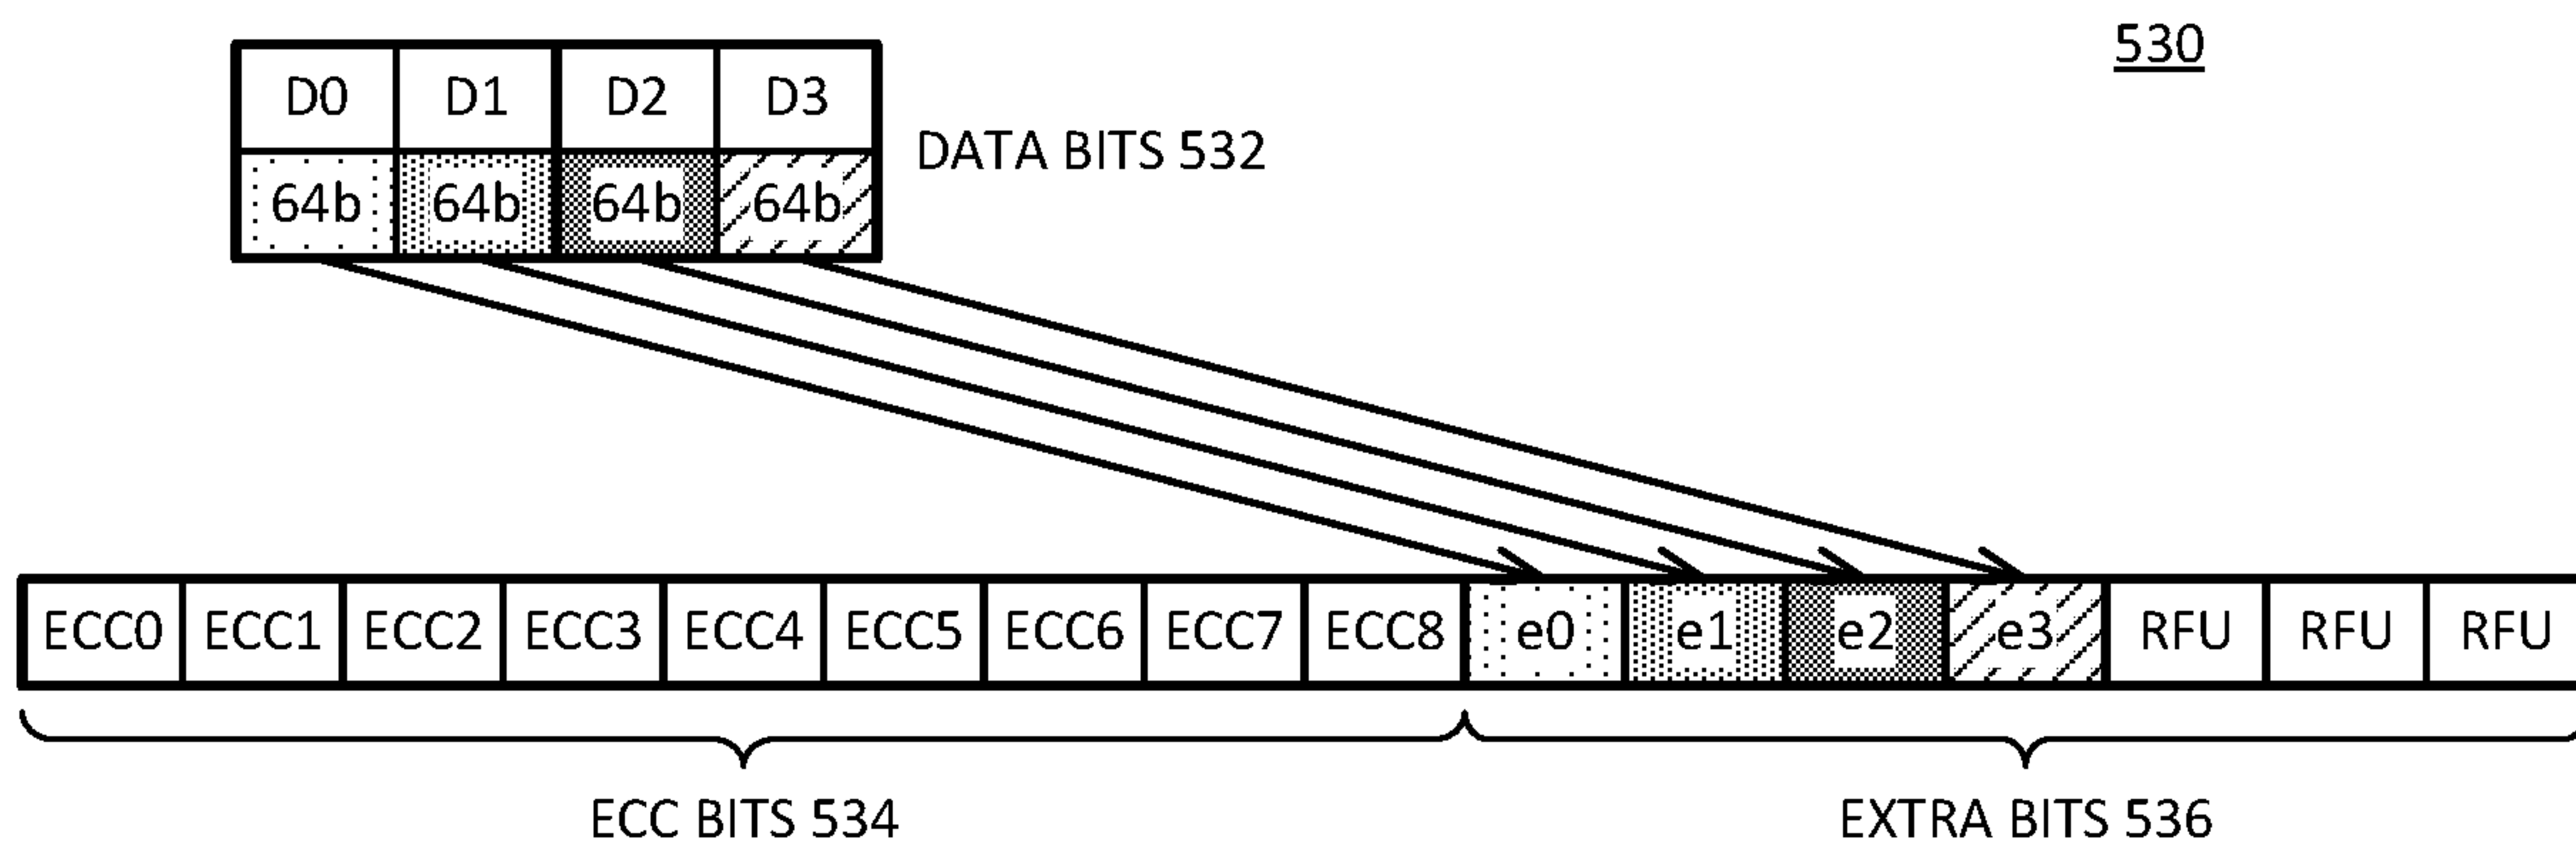 530
D0 D1 D2 D3
DATA BITS 532
64b 64b 64b 64b
ECC0 ECC1 ECC2 ECC3 ECC4 ECC5 ECC6 ECC7 ECC8 e0 e1 e2 e3 RFU RFU RFU
ECC BITS 534 EXTRA BITS 536